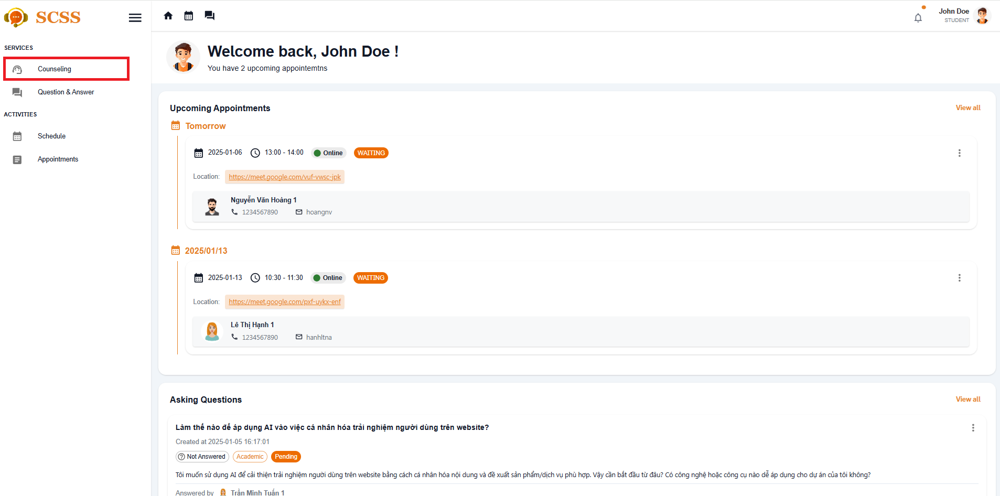 SCSS
John Doe
STUDENT
SERVICES
Counseling
Question & Answer
ACTIVITIES
Schedule
Appointments
Welcome back, John Doe !
You have 2 upcoming appointemtns
Upcoming Appointments
View all
Tomorrow
2025-01-06 13:00 - 14:00 Online WAITING
Location: https://meet.google.com/vuf-vwsc-jpk
Nguyễn Văn Hoàng 1
1234567890 hoangnv
2025/01/13
2025-01-13 10:30 - 11:30 Online WAITING
Location: https://meet.google.com/pxf-uykx-enf
Lê Thị Hạnh 1
1234567890 hanhltna
Asking Questions
View all
Làm thế nào để áp dụng AI vào việc cá nhân hóa trải nghiệm người dùng trên website?
Created at 2025-01-05 16:17:01
Not Answered Academic Pending
Tôi muốn sử dụng AI để cải thiện trải nghiệm người dùng trên website bằng cách cá nhân hóa nội dung và đề xuất sản phẩm/dịch vụ phù hợp. Vậy cần bắt đầu từ đâu? Có công nghệ hoặc công cụ nào dễ áp dụng cho dự án của tôi không?
Answered by Trần Minh Tuấn 1